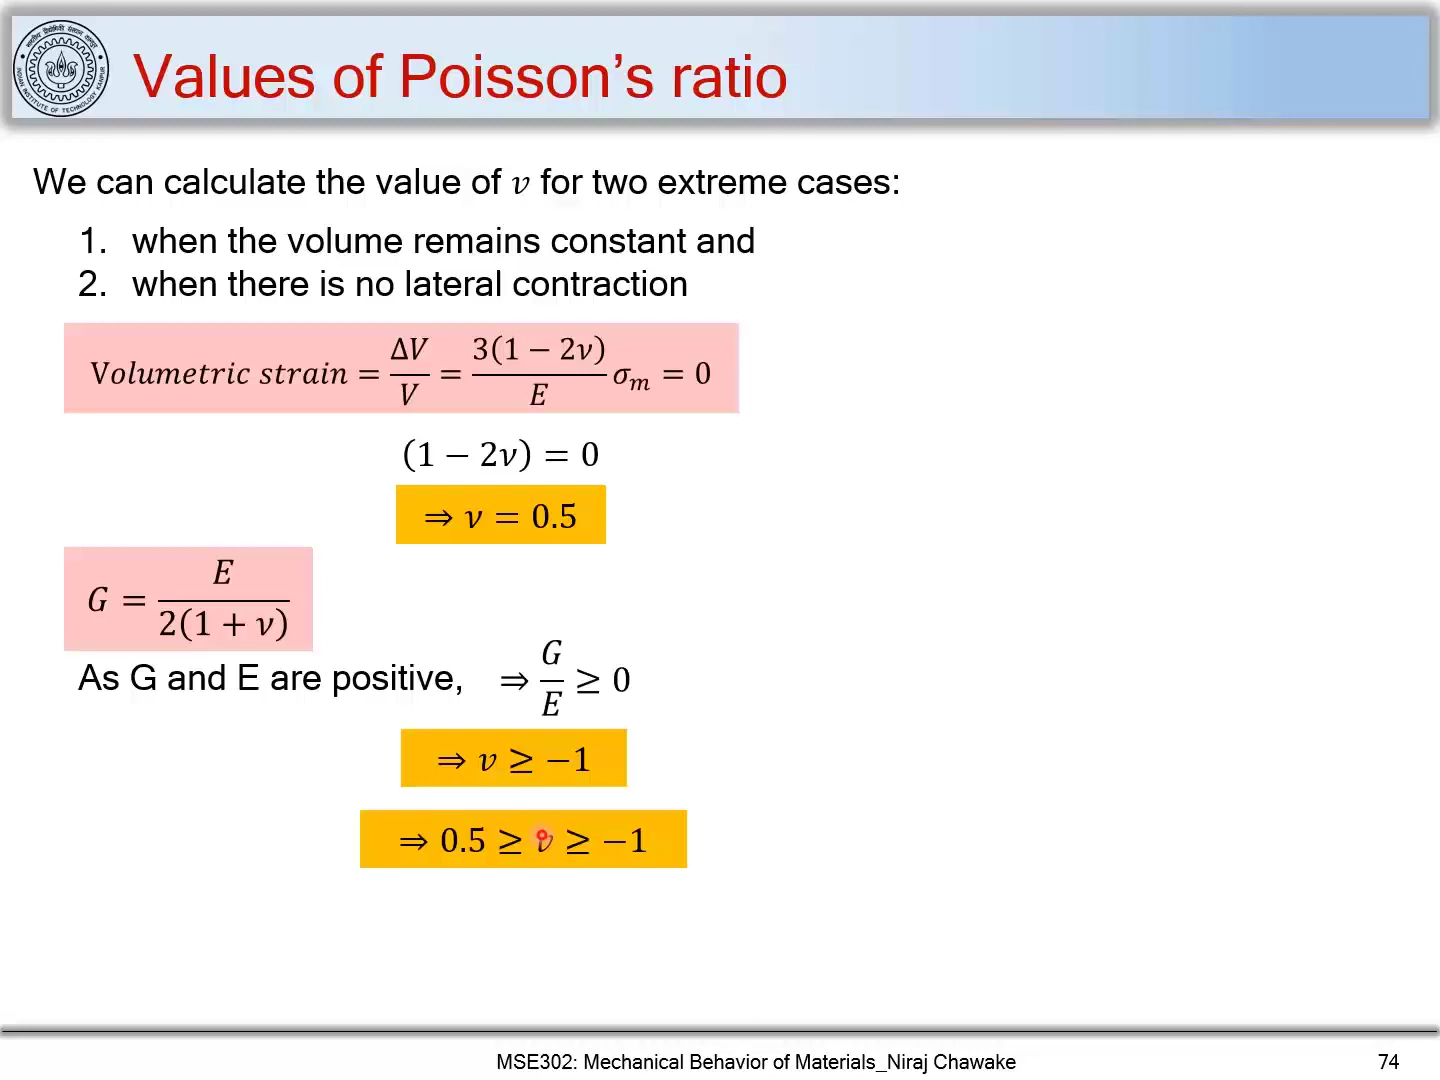 Values of Poisson's ratio
We can calculate the value of 𝜈 for two extreme cases:
1. when the volume remains constant and
2. when there is no lateral contraction
Volumetric strain = ΔV/V = 3(1 − 2ν)/E σₘ = 0
(1 − 2ν) = 0
⇒ ν = 0.5
G = E/2(1 + ν)
As G and E are positive, ⇒ G/E ≥ 0
⇒ 𝜈 ≥ −1
⇒ 0.5 ≥ 𝜈 ≥ −1
MSE302: Mechanical Behavior of Materials_Niraj Chawake 74